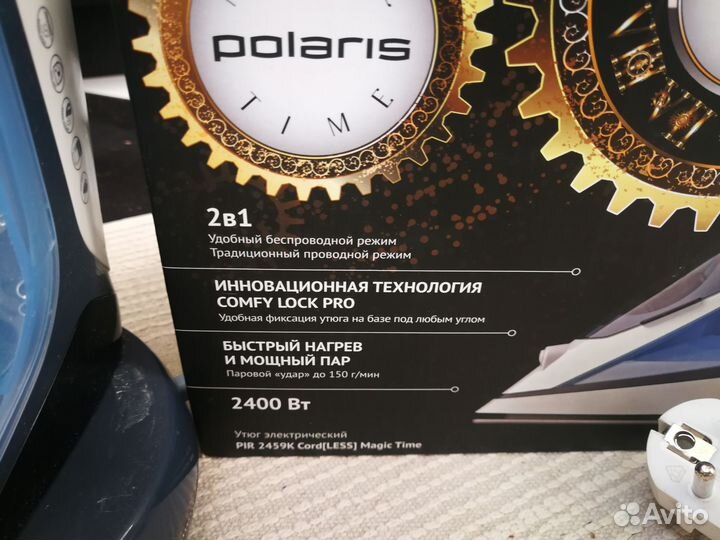 polaris
TIME
2в1
Удобный беспроводной режим
Традиционный проводной режим
ИННОВАЦИОННАЯ ТЕХНОЛОГИЯ
COMFY LOCK PRO
Удобная фиксация утюга на базе под любым углом
БЫСТРЫЙ НАГРЕВ
И МОЩНЫЙ ПАР
Паровой «удар» до 150 г/мин
2400 Вт
Утюг электрический
PIR 2459K Cord[LESS] Magic Time
Avito